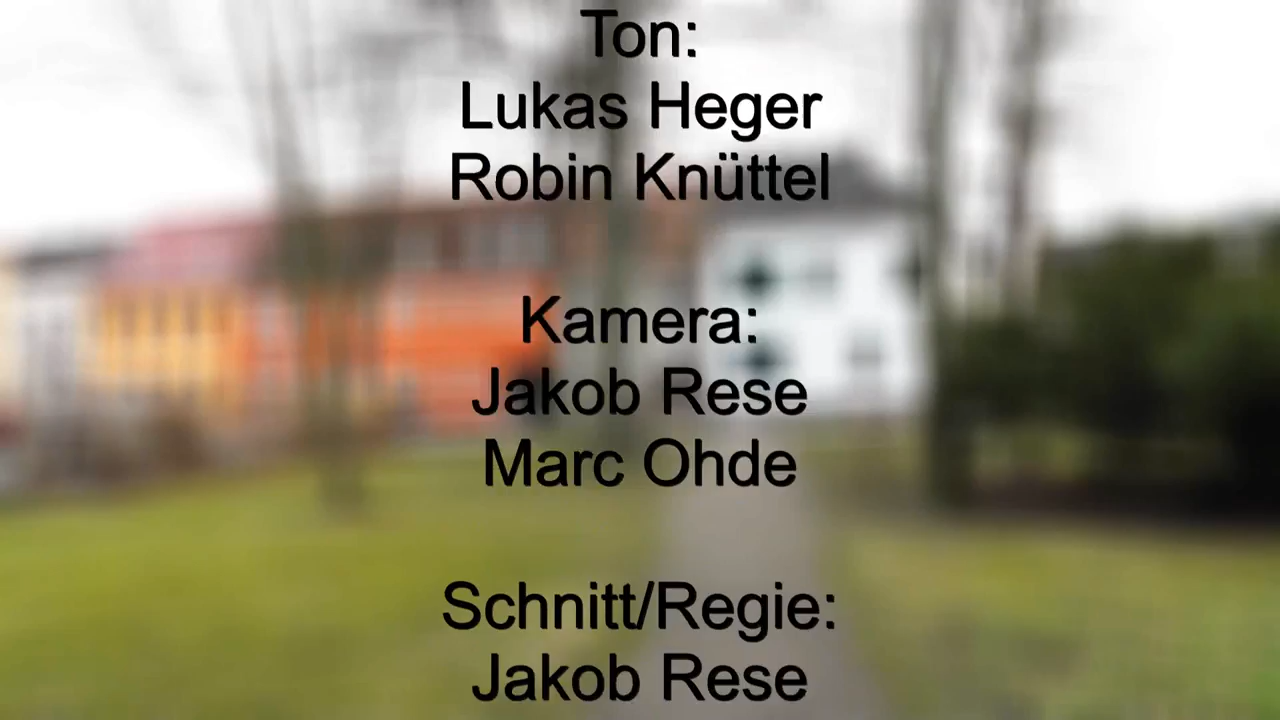 Ton:
Lukas Heger
Robin Knüttel
Kamera:
Jakob Rese
Marc Ohde
Schnitt/Regie:
Jakob Rese